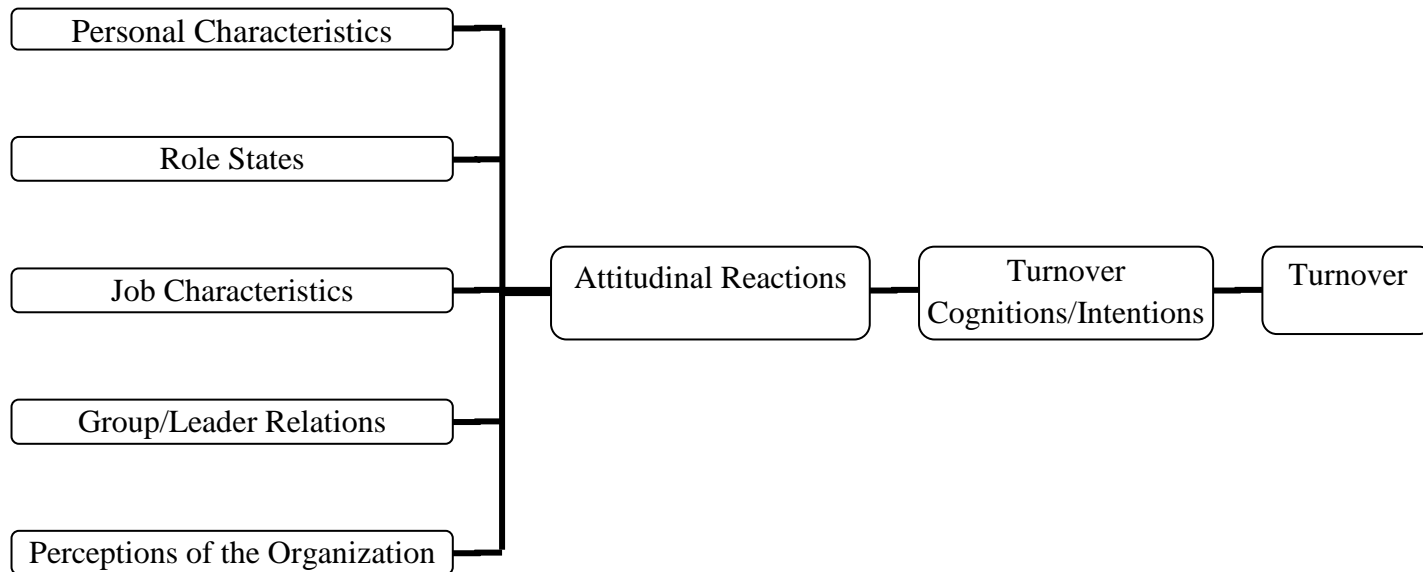 Personal Characteristics
Role States
Job Characteristics
Group/Leader Relations
Perceptions of the Organization
Attitudinal Reactions
Turnover
Cognitions/Intentions
Turnover